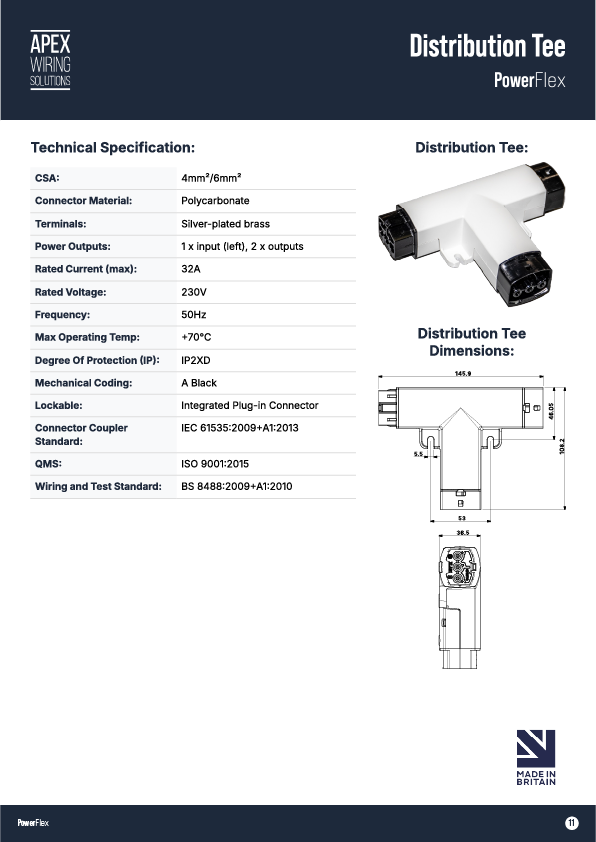 APEX
WIRING
SOLUTIONS
Distribution Tee
PowerFlex
Technical Specification:
CSA: 4mm²/6mm²
Connector Material: Polycarbonate
Terminals: Silver-plated brass
Power Outputs: 1 x input (left), 2 x outputs
Rated Current (max): 32A
Rated Voltage: 230V
Frequency: 50Hz
Max Operating Temp: +70°C
Degree Of Protection (IP): IP2XD
Mechanical Coding: A Black
Lockable: Integrated Plug-in Connector
Connector Coupler Standard: IEC 61535:2009+A1:2013
QMS: ISO 9001:2015
Wiring and Test Standard: BS 8488:2009+A1:2010
Distribution Tee:
Distribution Tee
Dimensions:
145.9
48.05
108.2
5.5
53
36.5
MADE IN
BRITAIN
PowerFlex
11